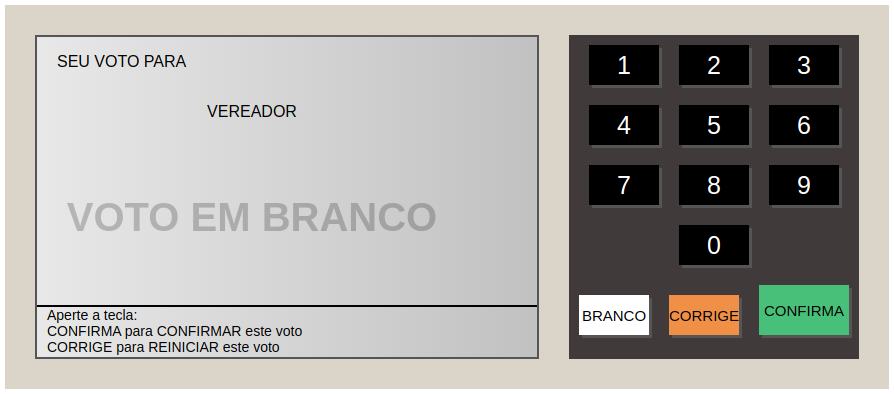 SEU VOTO PARA
VEREADOR
VOTO EM BRANCO
Aperte a tecla:
CONFIRMA para CONFIRMAR este voto
CORRIGE para REINICIAR este voto
1 2 3
4 5 6
7 8 9
0
BRANCO CORRIGE CONFIRMA